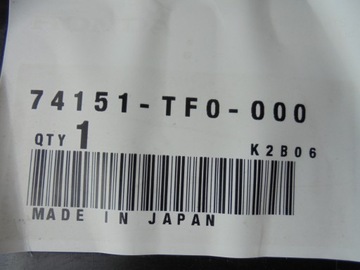 74151-TF0-000
QTY 1 K2B06
MADE IN JAPAN